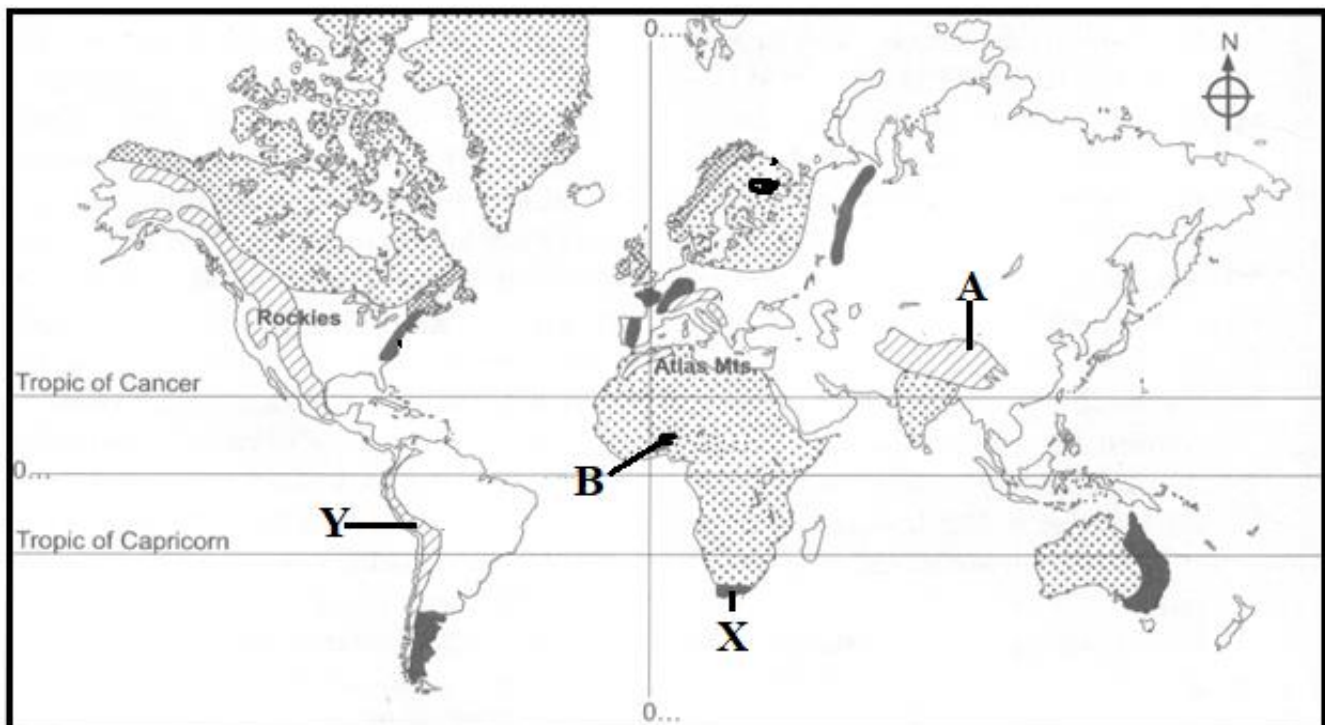 0...
N
A
Rockies
Atlas Mts.
Tropic of Cancer
B
0...
Y
Tropic of Capricorn
X
0...